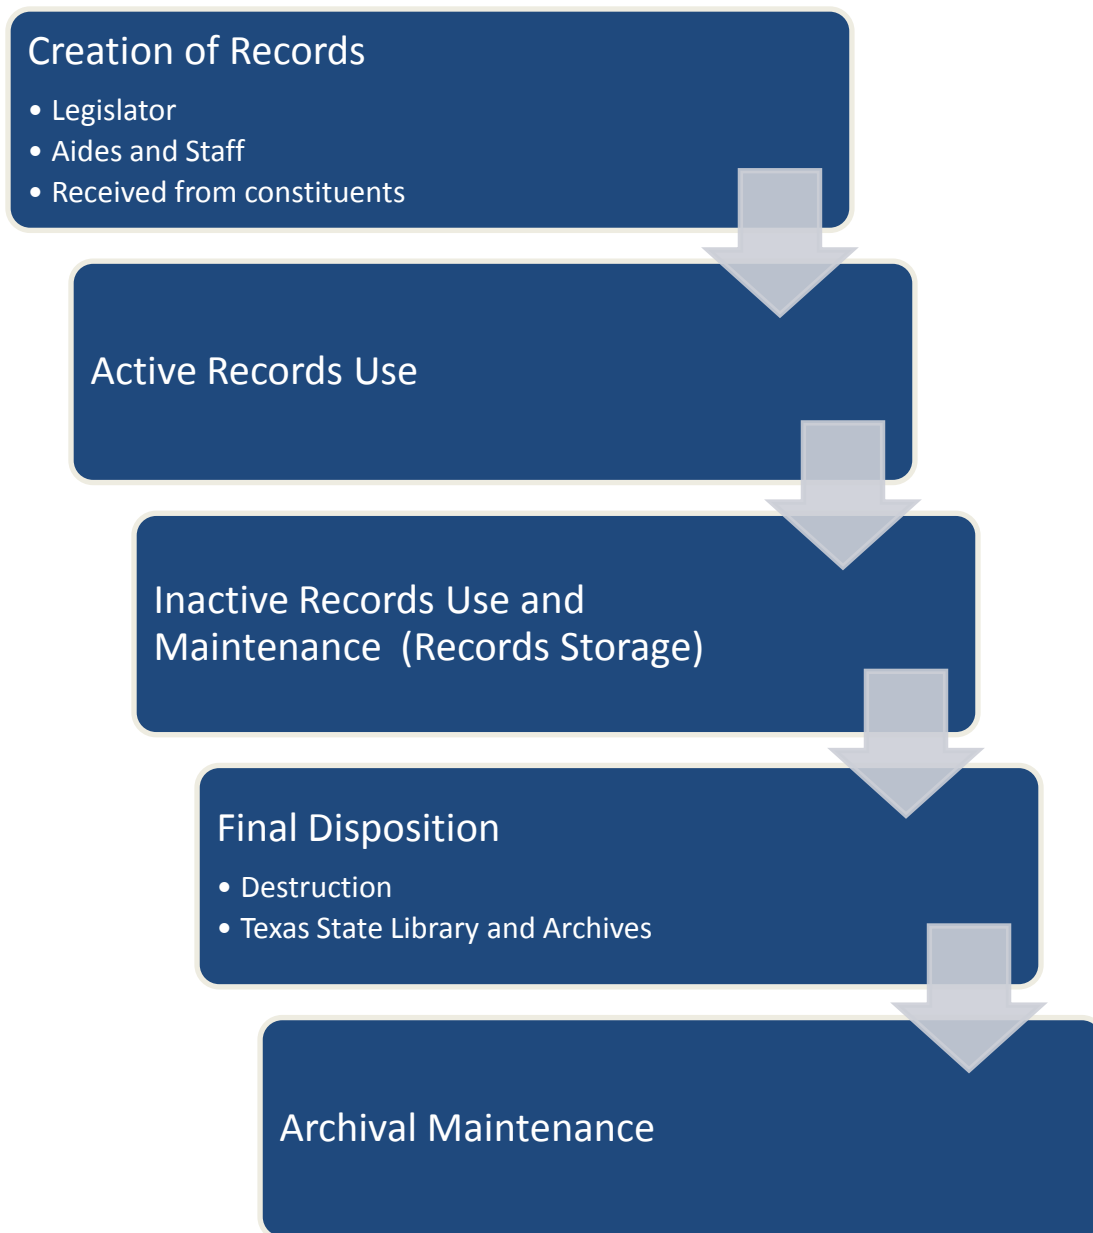 Creation of Records
• Legislator
• Aides and Staff
• Received from constituents
Active Records Use
Inactive Records Use and
Maintenance  (Records Storage)
Final Disposition
• Destruction
• Texas State Library and Archives
Archival Maintenance